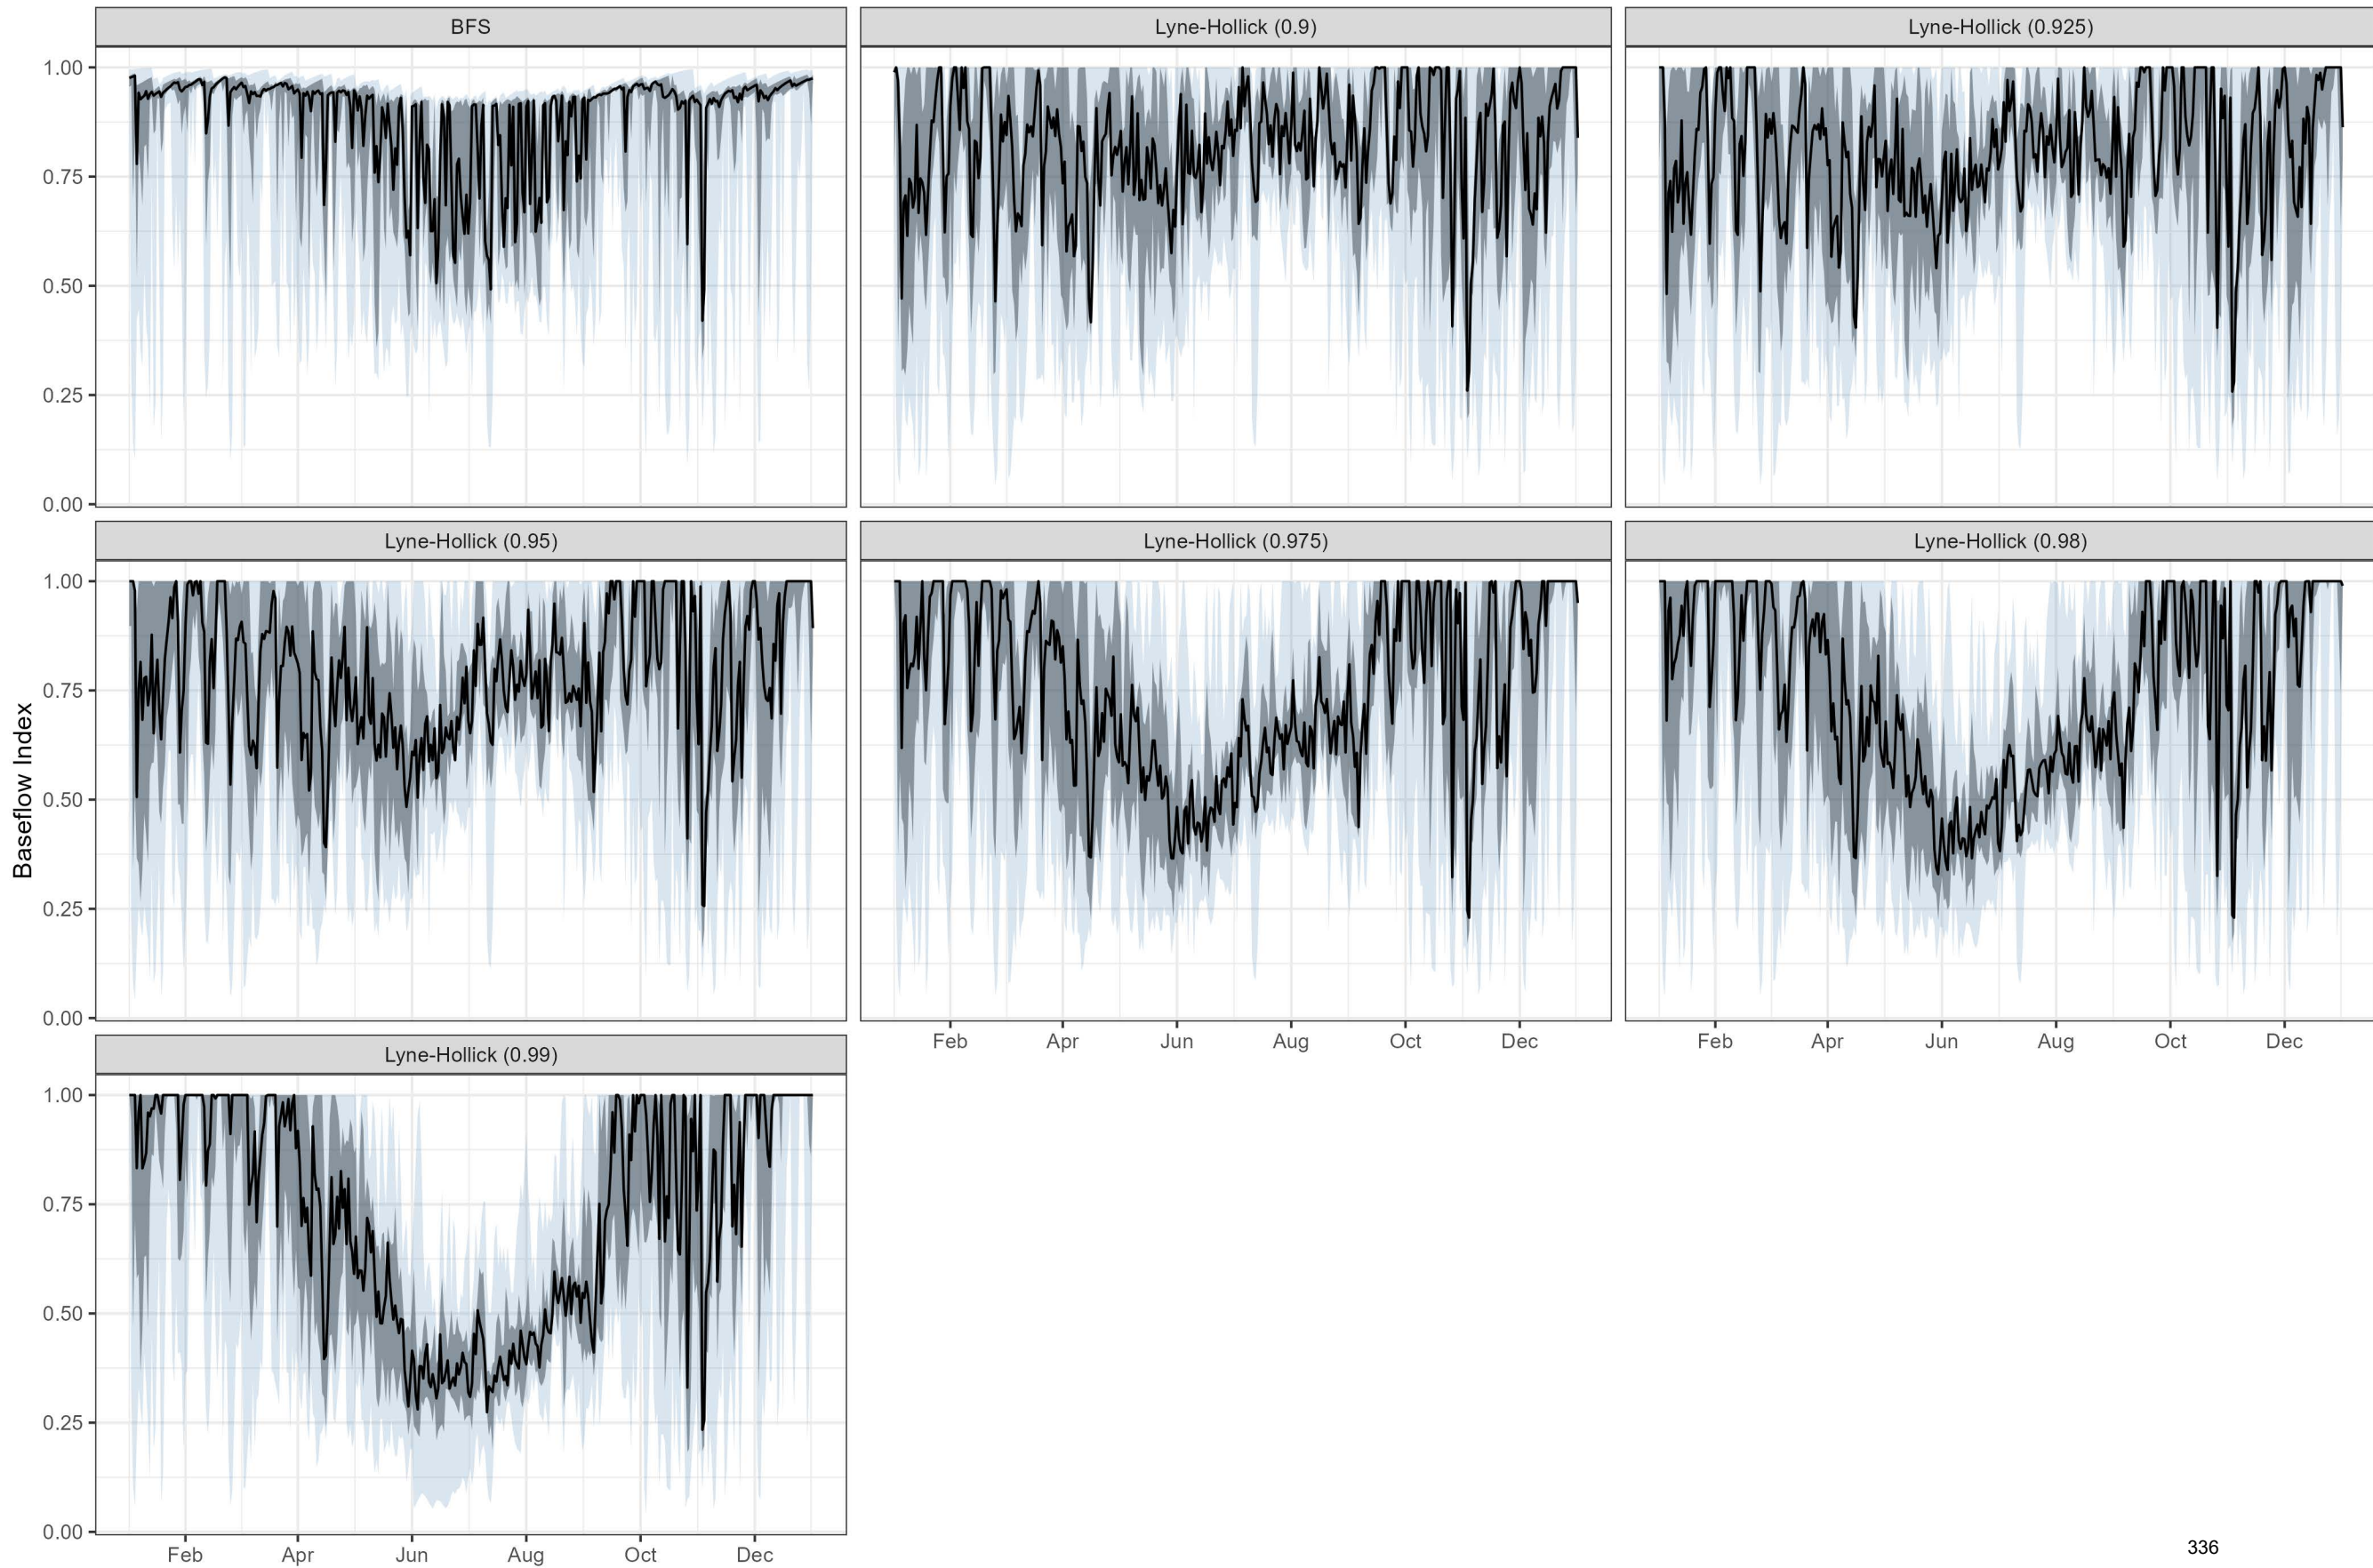 BFS
Lyne-Hollick (0.9)
Lyne-Hollick (0.925)
1.00
0.75
0.50
0.25
0.00
Lyne-Hollick (0.95)
Lyne-Hollick (0.975)
Lyne-Hollick (0.98)
1.00
0.75
0.50
0.25
0.00
Baseflow Index
Feb Apr Jun Aug Oct Dec
Feb Apr Jun Aug Oct Dec
Lyne-Hollick (0.99)
1.00
0.75
0.50
0.25
0.00
Feb Apr Jun Aug Oct Dec
336